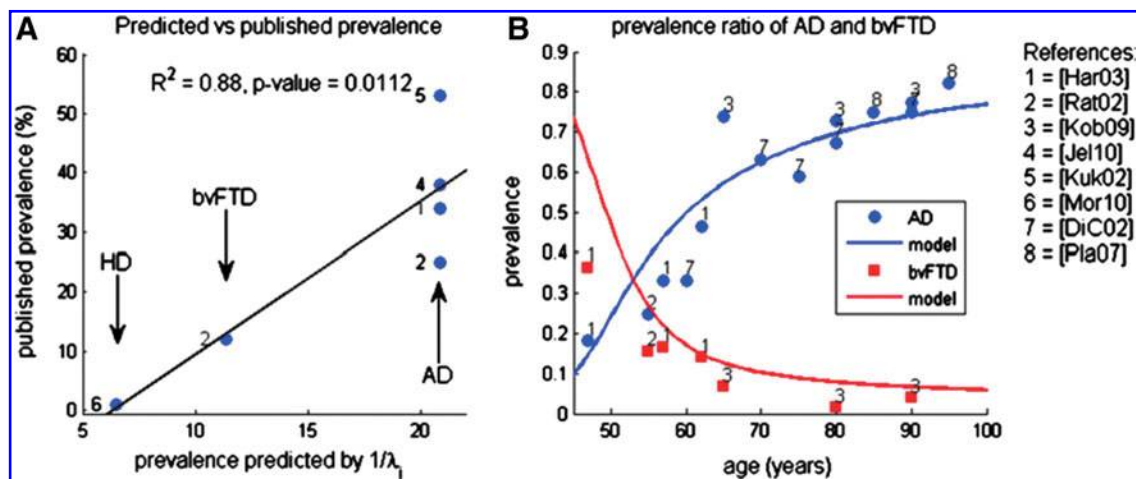 A
Predicted vs published prevalence
R² = 0.88, p-value = 0.0112
published prevalence (%)
60
50
40
30
20
10
0
5
10
15
20
prevalence predicted by 1/λi
HD
bvFTD
AD
5
4
1
2
2
6
B
prevalence ratio of AD and bvFTD
prevalence
0.9
0.8
0.7
0.6
0.5
0.4
0.3
0.2
0.1
0
50
60
70
80
90
100
age (years)
1
1
2
2
1
1
7
1
1
3
3
7
7
3
3
8
3
3
8
AD
model
bvFTD
model
References:
1 = [Har03]
2 = [Rat02]
3 = [Kob09]
4 = [Jel10]
5 = [Kuk02]
6 = [Mor10]
7 = [DiC02]
8 = [Pla07]